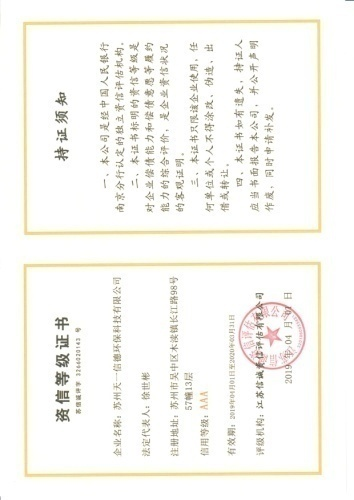 资信等级证书
苏信诚评字 3266020143 号
企业名称：苏州天一信德环保科技有限公司
法定代表人：徐世彬
注册地址：苏州市吴中区木渎镇长江路98号
57幢13层
信用等级：AAA
有效期：2019年04月01日至2020年03月31日
评级机构：江苏信诚资信评估有限公司
2019 年 04 月 01 日
持证须知
一、本公司是经中国人民银行
南京分行认定的独立资信评估机构。
二、本证书标明的资信等级是
对企业偿债能力和偿债意愿等履约
能力的综合评价，是企业资信状况
的客观证明。
三、本证书只限该企业使用，任
何单位或个人不得涂改、伪造、出
借或转让。
四、本证书如有遗失，持证人
应当书面报告本公司，并公开声明
作废，同时申请补发。